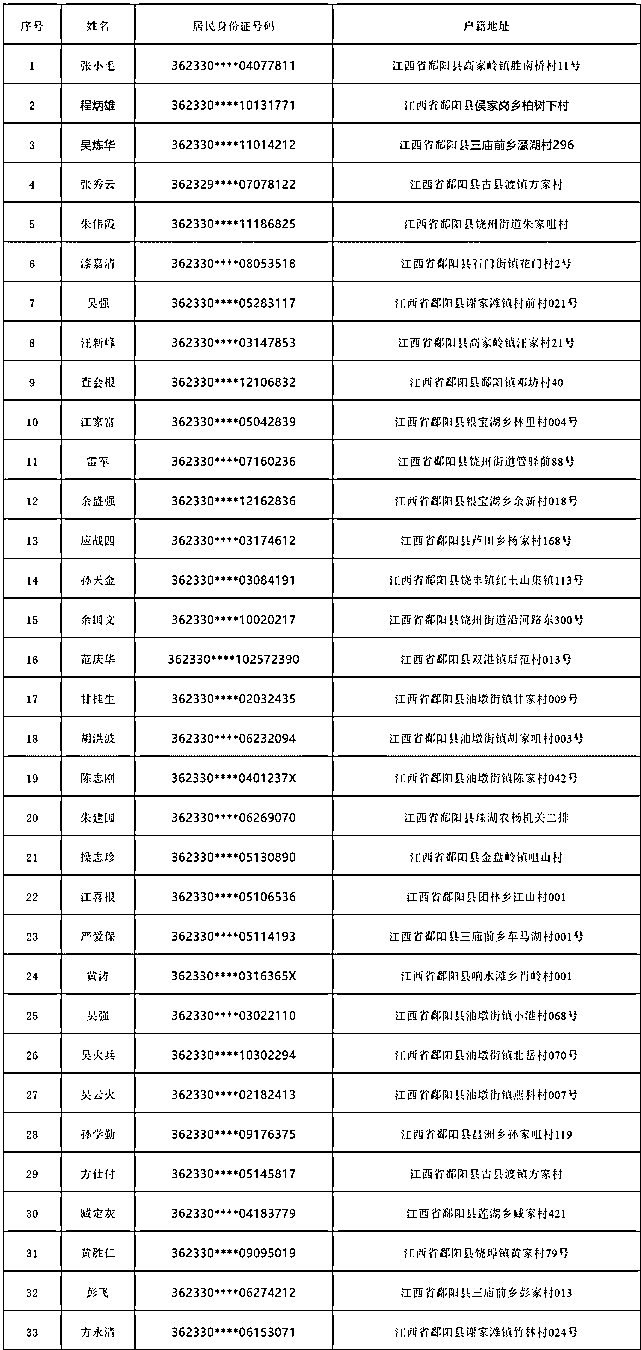 序号 姓名 居民身份证号码 户籍地址
1 张小毛 362330****04077811 江西省鄱阳县高家岭镇胜南桥村11号
2 程炳雄 362330****10131771 江西省鄱阳县侯家岗乡柏树下村
3 吴炼华 362330****11014212 江西省鄱阳县三庙前乡瀑湖村296
4 张秀云 362329****07078122 江西省鄱阳县古县渡镇方家村
5 朱伟霞 362330****11186825 江西省鄱阳县饶州街道朱家咀村
6 漆嘉清 362330****08053518 江西省鄱阳县石门街镇花门村2号
7 吴强 362330****05283117 江西省鄱阳县谢家滩镇村前村021号
8 汪新峰 362330****03147853 江西省鄱阳县高家岭镇汪家村21号
9 查会根 362330****12106832 江西省鄱阳县鄱阳镇邓坊村40
10 江家富 362330****05042839 江西省鄱阳县银宝湖乡林里村004号
11 雷军 362330****07160236 江西省鄱阳县饶州街道管驿前88号
12 余盛强 362330****12162836 江西省鄱阳县银宝湖乡余新村018号
13 应战四 362330****03174612 江西省鄱阳县芦田乡杨家村168号
14 孙天金 362330****03084191 江西省鄱阳县饶丰镇红土山集镇113号
15 余国文 362330****10020217 江西省鄱阳县饶州街道沿河路东300号
16 范庆华 362330****102572390 江西省鄱阳县双港镇后范村013号
17 甘桂生 362330****02032435 江西省鄱阳县油墩街镇甘家村009号
18 胡洪波 362330****06232094 江西省鄱阳县油墩街镇胡家咀村003号
19 陈志刚 362330****0401237X 江西省鄱阳县油墩街镇陈家村042号
20 朱建国 362330****06269070 江西省鄱阳县珠湖农场机关二排
21 操志珍 362330****05130890 江西省鄱阳县金盘岭镇咀山村
22 江喜根 362330****05106536 江西省鄱阳县团林乡江山村001
23 严爱保 362330****05114193 江西省鄱阳县三庙前乡车马湖村001号
24 黄涛 362330****0316365X 江西省鄱阳县响水滩乡肖岭村001
25 吴强 362330****03022110 江西省鄱阳县油墩街镇小港村068号
26 吴火兵 362330****10302294 江西省鄱阳县油墩街镇北岳村070号
27 吴云火 362330****02182413 江西省鄱阳县油墩街镇燕科村007号
28 孙学勤 362330****09176375 江西省鄱阳县昌洲乡孙家咀村119
29 方仕付 362330****05145817 江西省鄱阳县古县渡镇方家村
30 臧定灰 362330****04183779 江西省鄱阳县莲湖乡臧家村421
31 黄胜仁 362330****09095019 江西省鄱阳县饶埠镇黄家村79号
32 彭飞 362330****06274212 江西省鄱阳县三庙前乡彭家村013
33 方永清 362330****06153071 江西省鄱阳县谢家滩镇竹林村024号